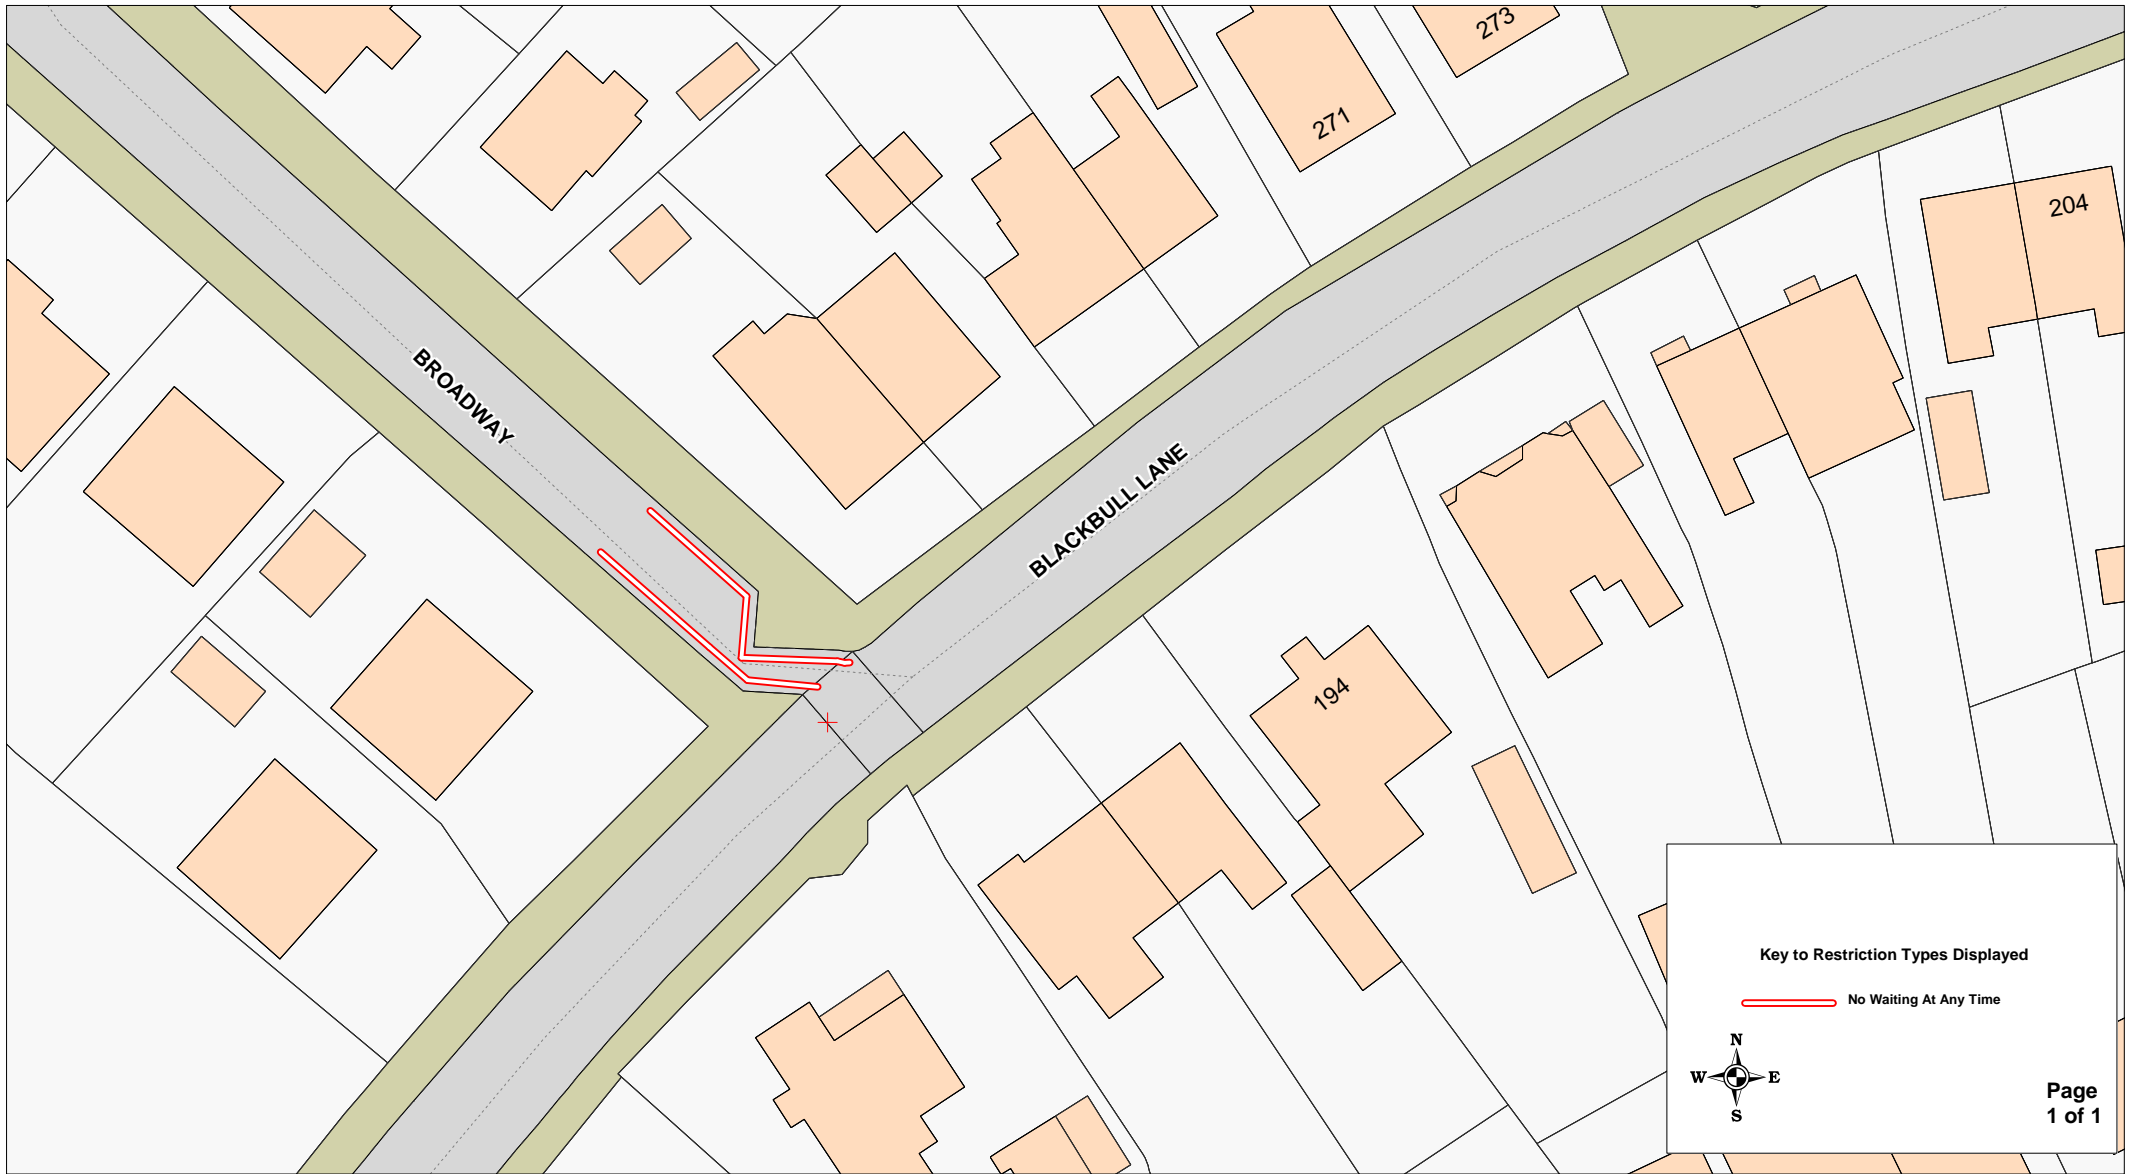 273
271
204
BROADWAY
BLACKBULL LANE
194
Key to Restriction Types Displayed
No Waiting At Any Time
N
W E
S
Page
1 of 1